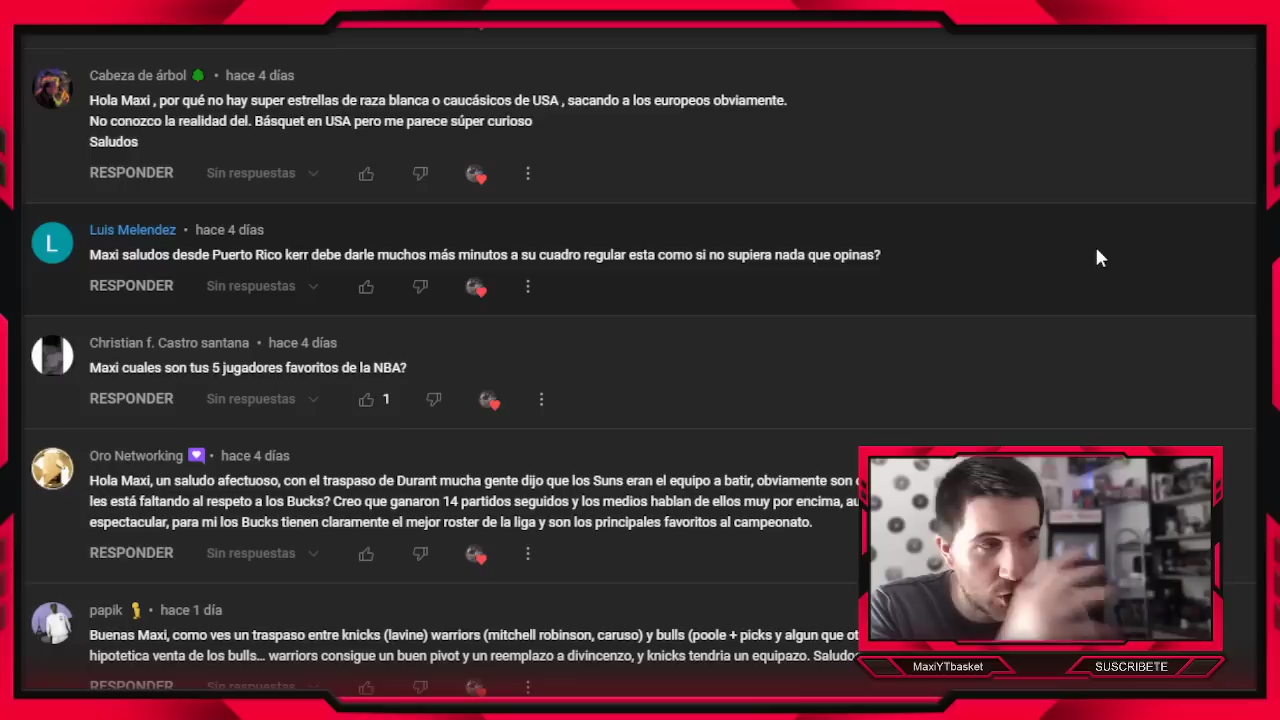 Cabeza de árbol • hace 4 días
Hola Maxi , por qué no hay super estrellas de raza blanca o caucásicos de USA , sacando a los europeos obviamente.
No conozco la realidad del. Básquet en USA pero me parece súper curioso
Saludos
RESPONDER Sin respuestas
L
Luis Melendez • hace 4 días
Maxi saludos desde Puerto Rico kerr debe darle muchos más minutos a su cuadro regular esta como si no supiera nada que opinas?
RESPONDER Sin respuestas
Christian f. Castro santana • hace 4 días
Maxi cuales son tus 5 jugadores favoritos de la NBA?
RESPONDER Sin respuestas 1
Oro Networking • hace 4 días
Hola Maxi, un saludo afectuoso, con el traspaso de Durant mucha gente dijo que los Suns eran el equipo a batir, obviamente son
les está faltando al respeto a los Bucks? Creo que ganaron 14 partidos seguidos y los medios hablan de ellos muy por encima,
espectacular, para mi los Bucks tienen claramente el mejor roster de la liga y son los principales favoritos al campeonato.
RESPONDER Sin respuestas
papik • hace 1 día
Buenas Maxi, como ves un traspaso entre knicks (lavine) warriors (mitchell robinson, caruso) y bulls (poole + picks y algun que
hipotetica venta de los bulls... warriors consigue un buen pivot y un reemplazo a divincenzo, y knicks tendria un equipazo.
RESPONDER Sin respuestas
MaxiYTbasket SUSCRIBETE